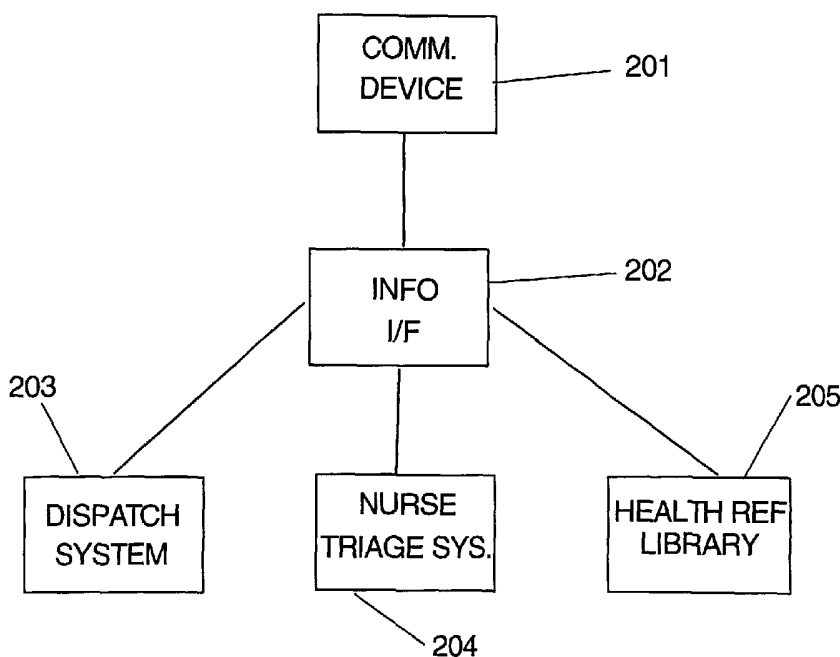 COMM.
DEVICE
201
INFO
I/F
202
203
205
DISPATCH
SYSTEM
NURSE
TRIAGE SYS.
HEALTH REF
LIBRARY
204